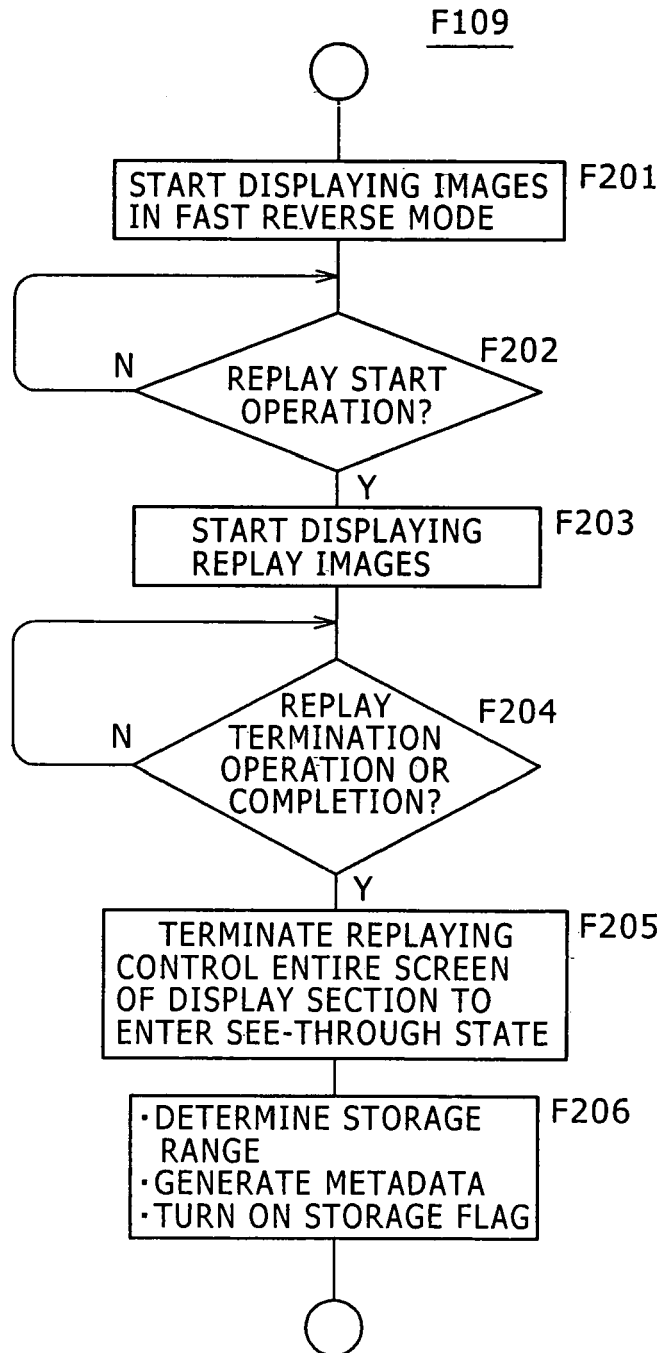 F109
START DISPLAYING IMAGES
IN FAST REVERSE MODE
F201
F202
N
REPLAY START
OPERATION?
Y
START DISPLAYING
REPLAY IMAGES
F203
REPLAY
TERMINATION
OPERATION OR
COMPLETION?
F204
N
Y
TERMINATE REPLAYING
CONTROL ENTIRE SCREEN
OF DISPLAY SECTION TO
ENTER SEE-THROUGH STATE
F205
·DETERMINE STORAGE
RANGE
·GENERATE METADATA
·TURN ON STORAGE FLAG
F206